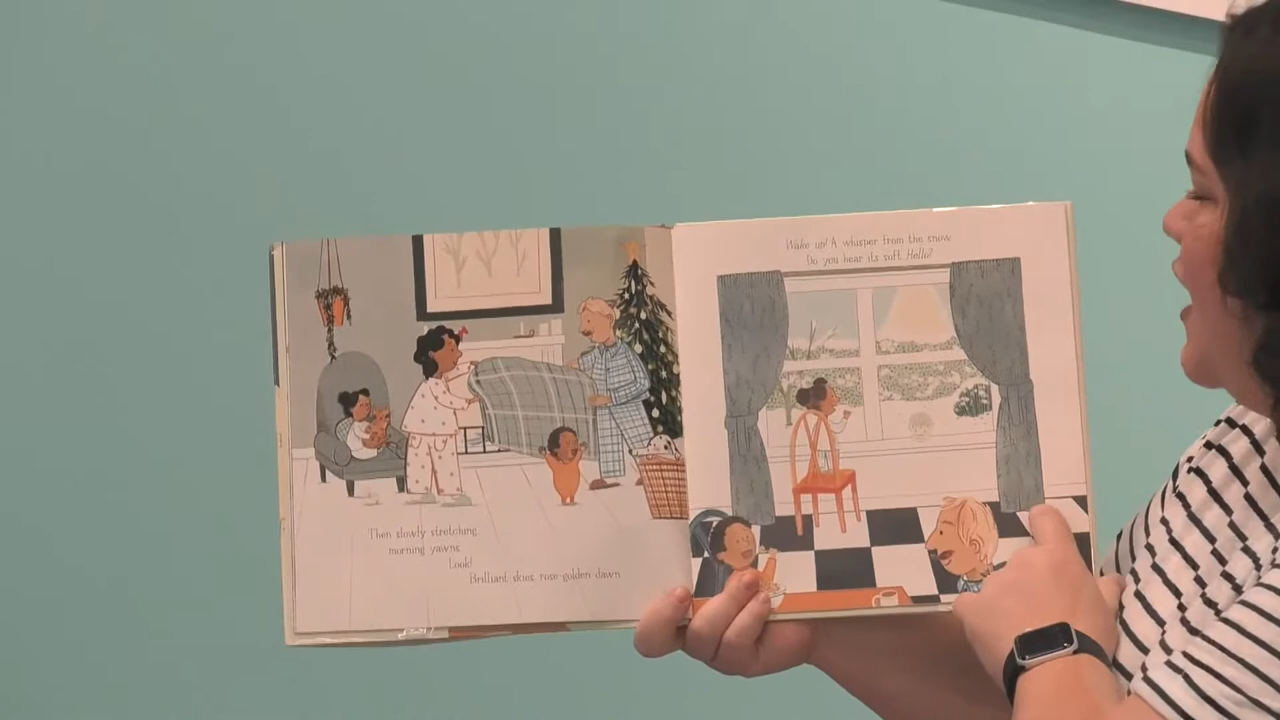 Then slowly stretching,
morning yawns.
Look!
Brilliant skies, rose-golden dawn.
Wake up! A whisper from the snow.
Do you hear its soft Hello?